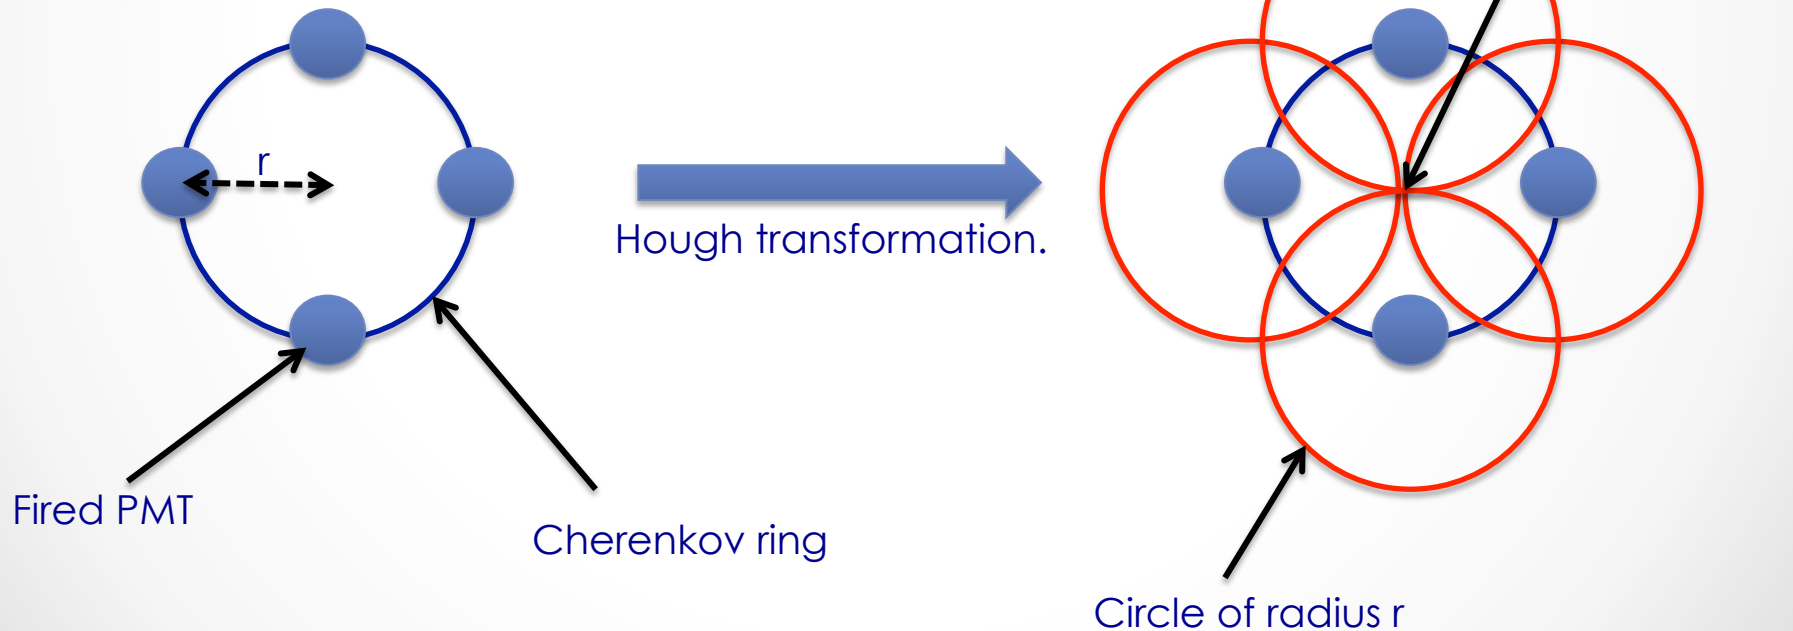 r
Hough transformation.
Fired PMT
Cherenkov ring
Circle of radius r